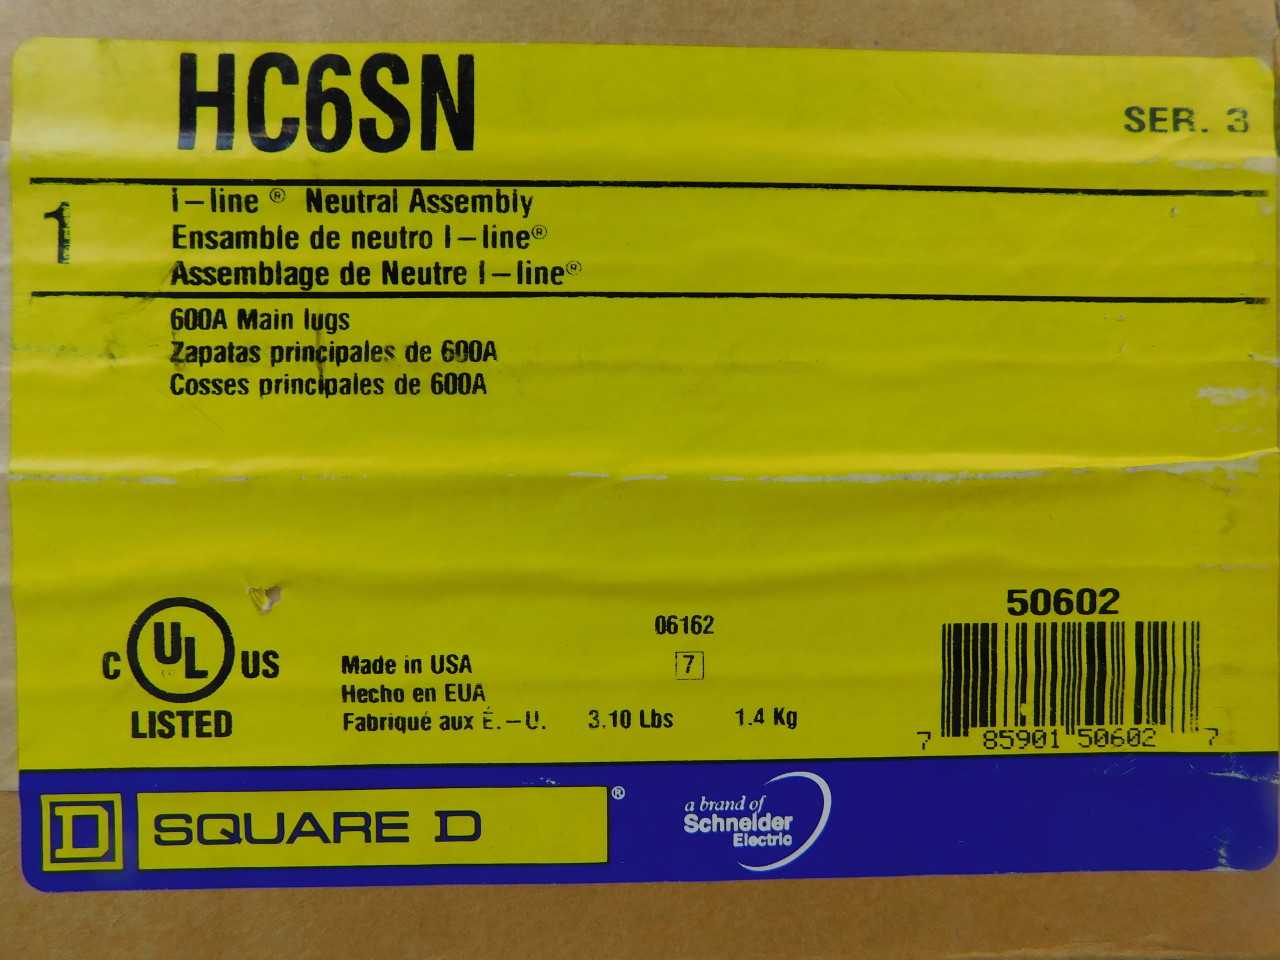 HC6SN
SER. 3
1
I-line® Neutral Assembly
Ensamble de neutro I-line®
Assemblage de Neutre I-line®
600A Main lugs
Zapatas principales de 600A
Cosses principales de 600A
C UL US
LISTED
06162
7
Made in USA
Hecho en EUA
Fabriqué aux É.-U. 3.10 Lbs 1.4 Kg
50602
7 85901 50602 7
D SQUARE D®
a brand of
Schneider
Electric